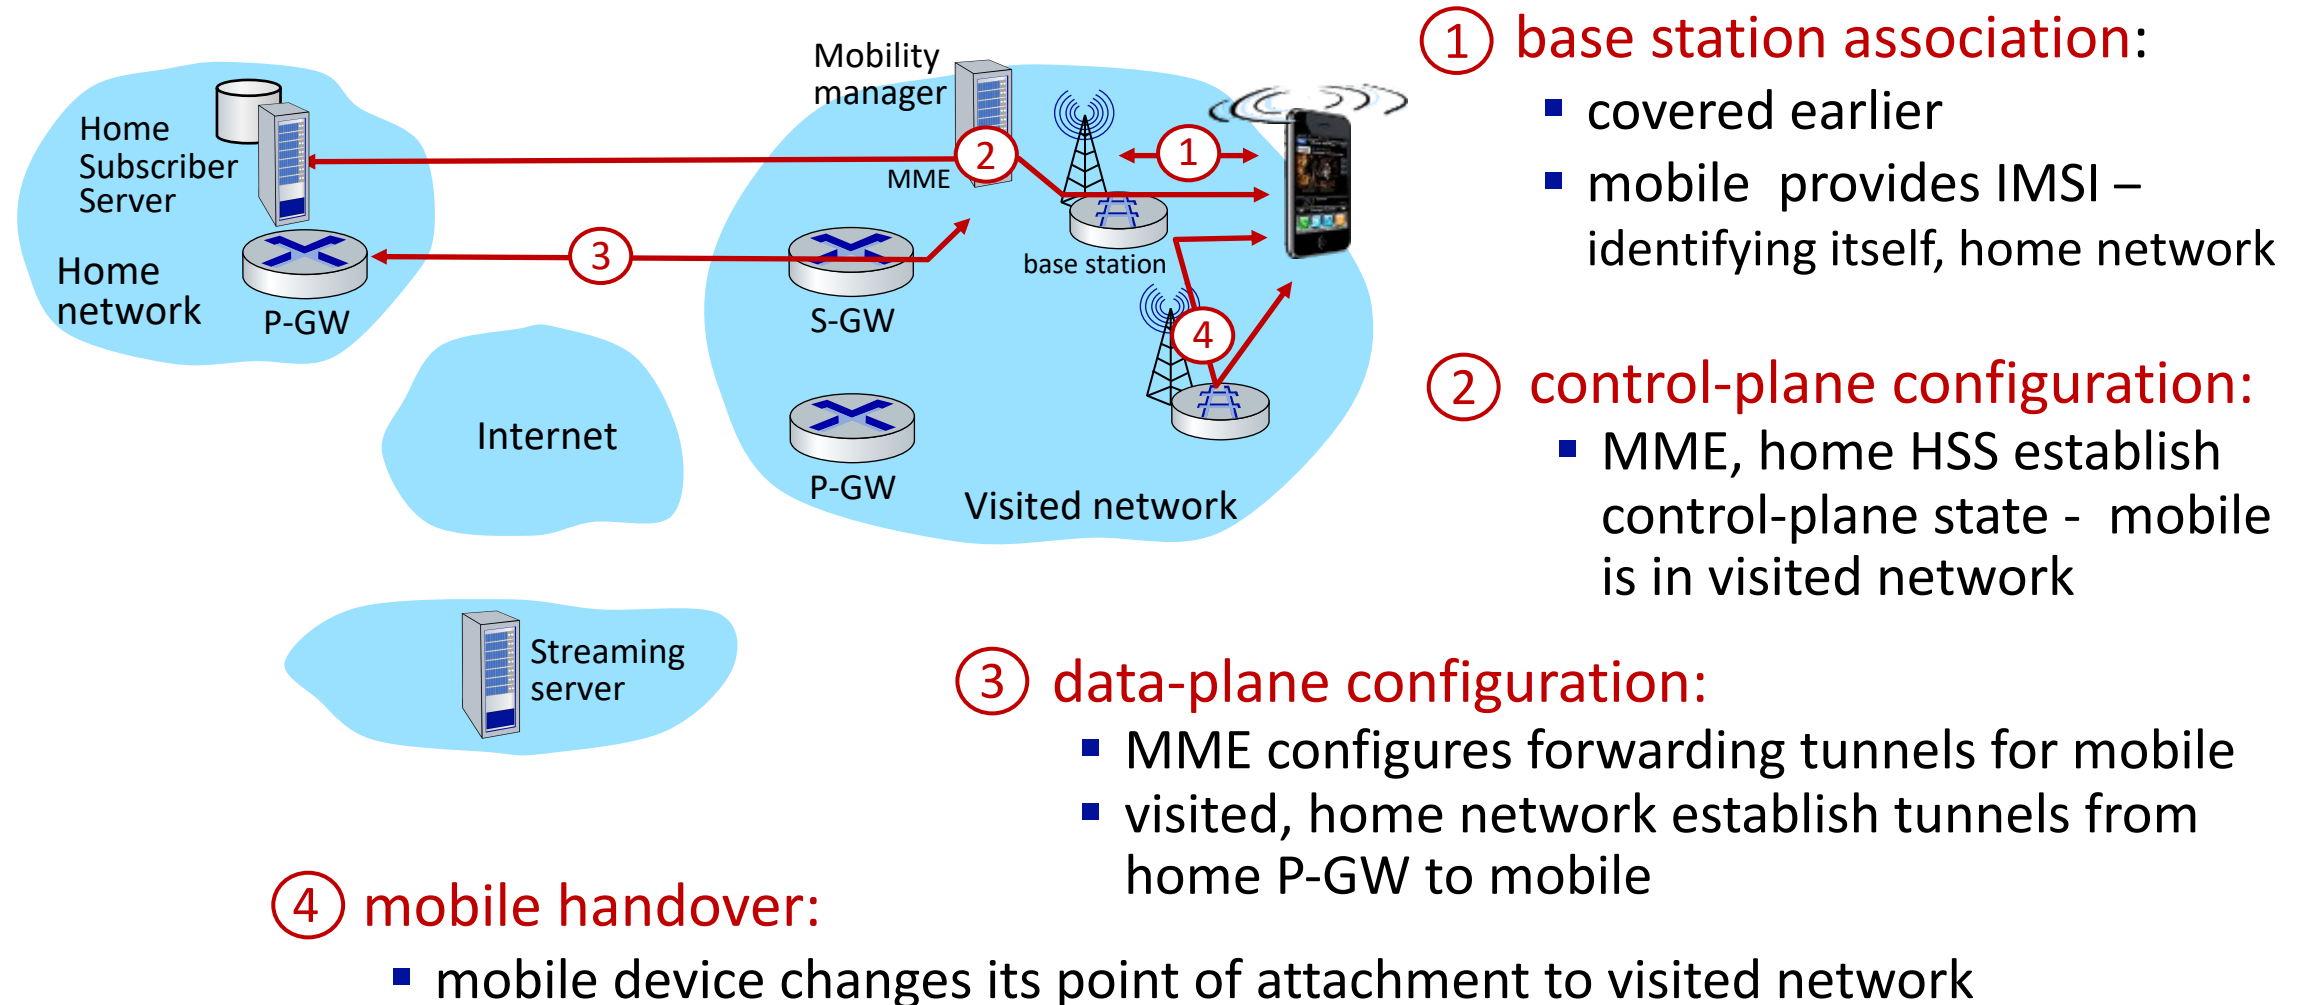 Mobility
manager
Home
Subscriber
Server
Home
network
P-GW
MME
2
1
3
S-GW
base station
4
P-GW
Internet
Visited network
Streaming
server
1 base station association:
covered earlier
mobile provides IMSI –
identifying itself, home network
2 control-plane configuration:
MME, home HSS establish
control-plane state - mobile
is in visited network
3 data-plane configuration:
MME configures forwarding tunnels for mobile
visited, home network establish tunnels from
home P-GW to mobile
4 mobile handover:
mobile device changes its point of attachment to visited network